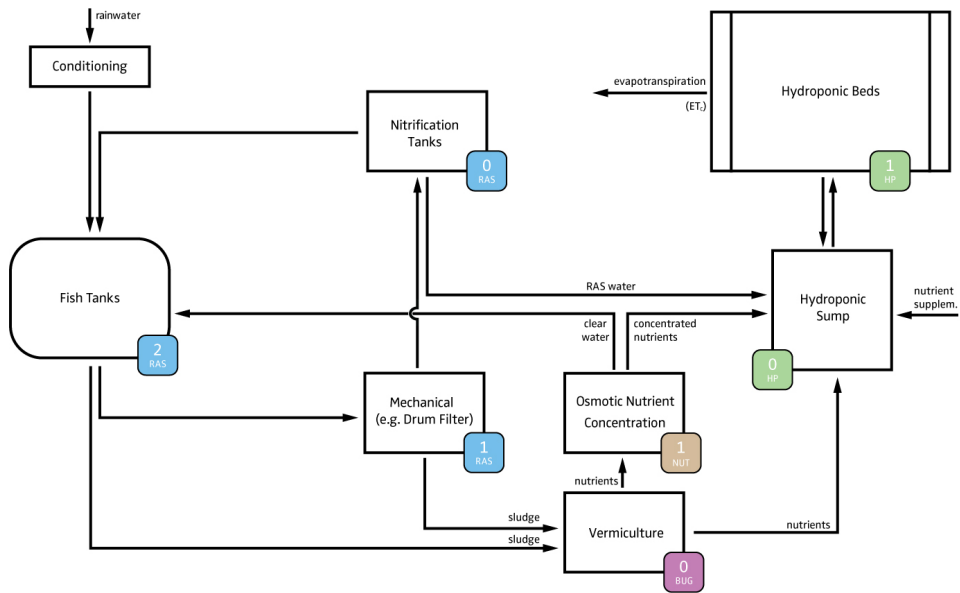 rainwater
Conditioning
evapotranspiration
(ETc)
Hydroponic Beds
1
HP
Nitrification
Tanks
0
RAS
Fish Tanks
2
RAS
RAS water
Hydroponic
Sump
0
HP
nutrient
supplem.
clear
water
concentrated
nutrients
Mechanical
(e.g. Drum Filter)
1
RAS
Osmotic Nutrient
Concentration
1
NUT
nutrients
sludge
sludge
Vermiculture
0
BUG
nutrients